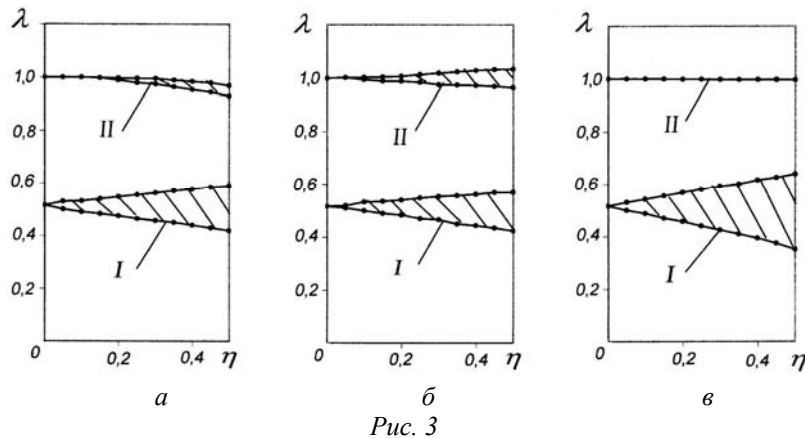 λ λ λ
1,0 1,0 1,0
II II II
0,8 0,8 0,8
0,6 0,6 0,6
0,4 0,4 0,4
I I I
0,2 0,2 0,2
0 0,2 0,4 η 0 0,2 0,4 η 0 0,2 0,4 η
а б в
Рис. 3